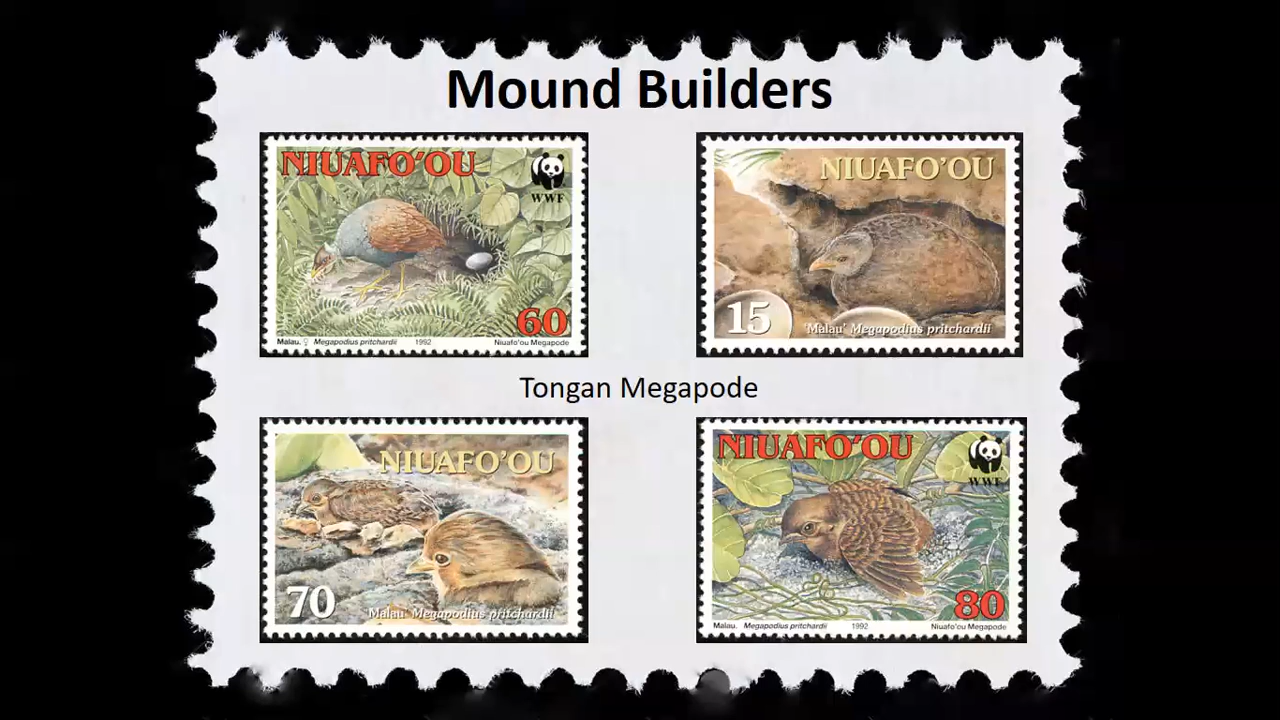 Mound Builders
NIUAFO'OU
WWF
60
Malau. ♀ Megapodius pritchardii 1992 Niuafo'ou Megapode
NIUAFO'OU
15
'Malau' Megapodius pritchardii
Tongan Megapode
NIUAFO'OU
70
'Malau' Megapodius pritchardii
NIUAFO'OU
WWF
80
Malau. Megapodius pritchardii 1992 Niuafo'ou Megapode